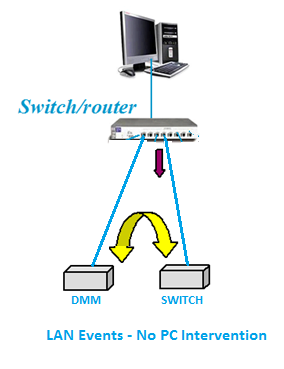 Switch/router
DMM
SWITCH
LAN Events - No PC Intervention